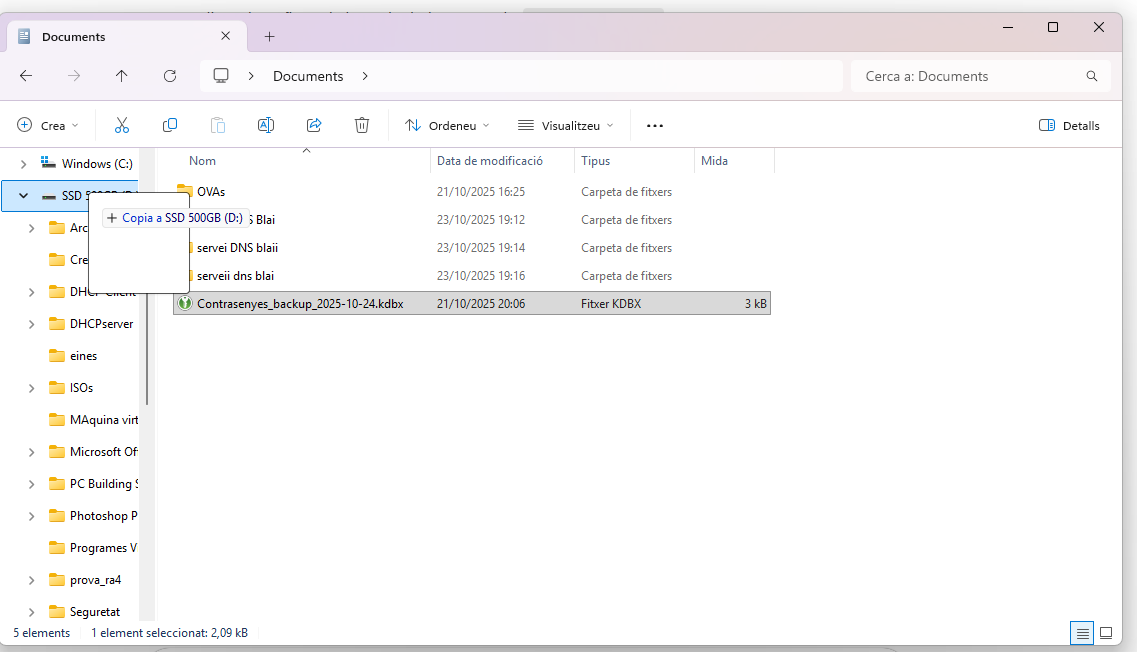 Documents
Documents
Cerca a: Documents
Crea
Ordeneu
Visualitzeu
Detalls
Nom
Data de modificació
Tipus
Mida
Windows (C:)
SSD 500GB (D:
Copia a SSD 500GB (D:)
Arc
Cre
DHCP Client
DHCPserver
eines
ISOs
MAquina virt
Microsoft Of
PC Building S
Photoshop P
Programes V
prova_ra4
Seguretat
OVAs 21/10/2025 16:25 Carpeta de fitxers
S Blai 23/10/2025 19:12 Carpeta de fitxers
servei DNS blaii 23/10/2025 19:14 Carpeta de fitxers
serveii dns blai 23/10/2025 19:16 Carpeta de fitxers
Contrasenyes_backup_2025-10-24.kdbx 21/10/2025 20:06 Fitxer KDBX 3 kB
5 elements
1 element seleccionat: 2,09 kB